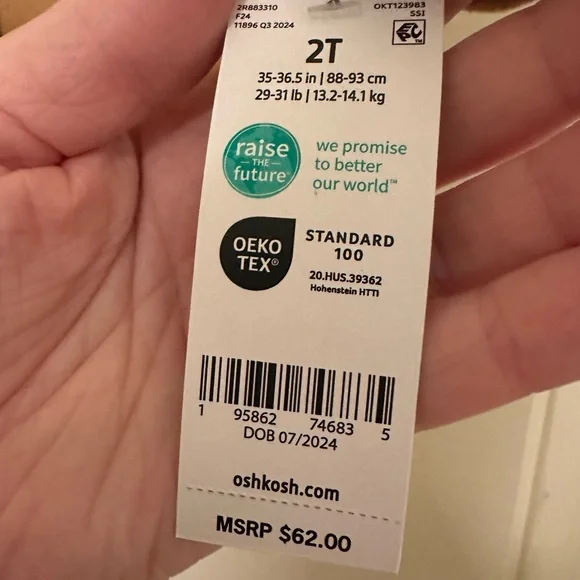 2R883310
F24
11896 Q3 2024
OKT123983
SSI
2T
35-36.5 in | 88-93 cm
29-31 lb | 13.2-14.1 kg
raise
THE
future
we promise
to better
our world™
OEKO
TEX®
STANDARD
100
20.HUS.39362
Hohenstein HTTI
1 95862 74683 5
DOB 07/2024
oshkosh.com
MSRP $62.00